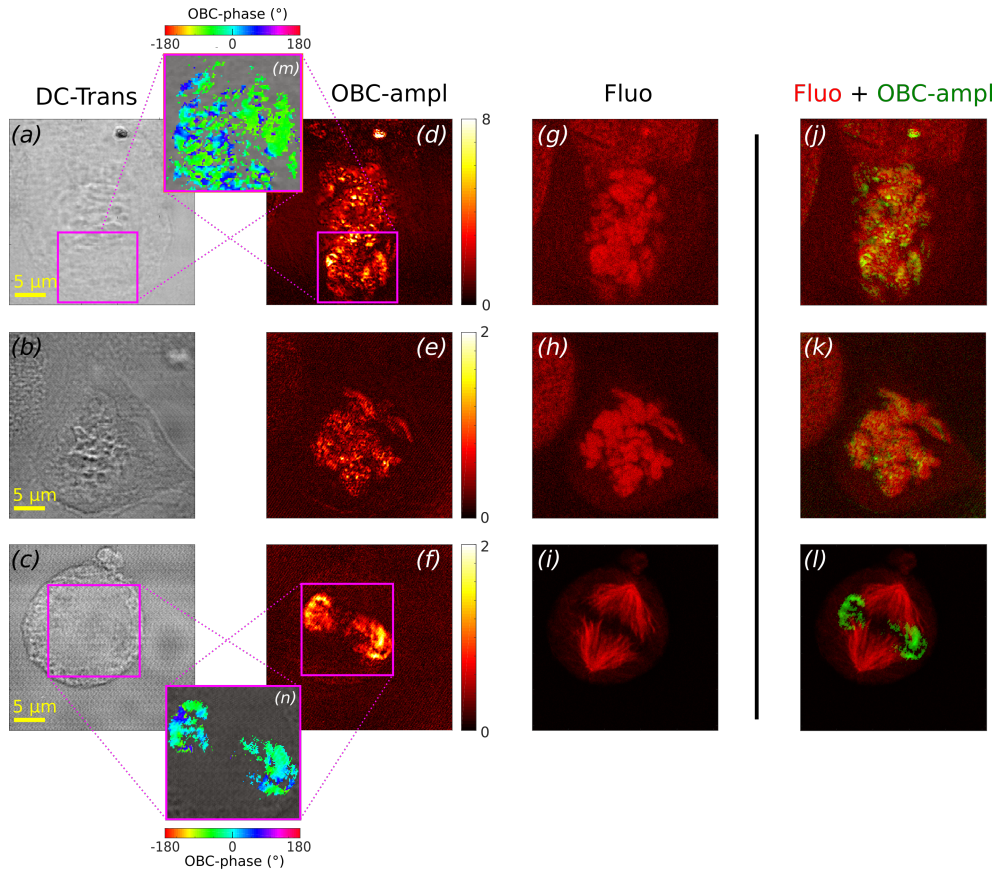 OBC-phase (°)
-180 0 180
DC-Trans
OBC-ampl
Fluo
Fluo + OBC-ampl
(m)
(a)
(d)
(g)
(j)
8
0
5 μm
(b)
(e)
(h)
(k)
2
0
5 μm
(c)
(f)
(i)
(l)
2
0
5 μm
(n)
-180 0 180
OBC-phase (°)